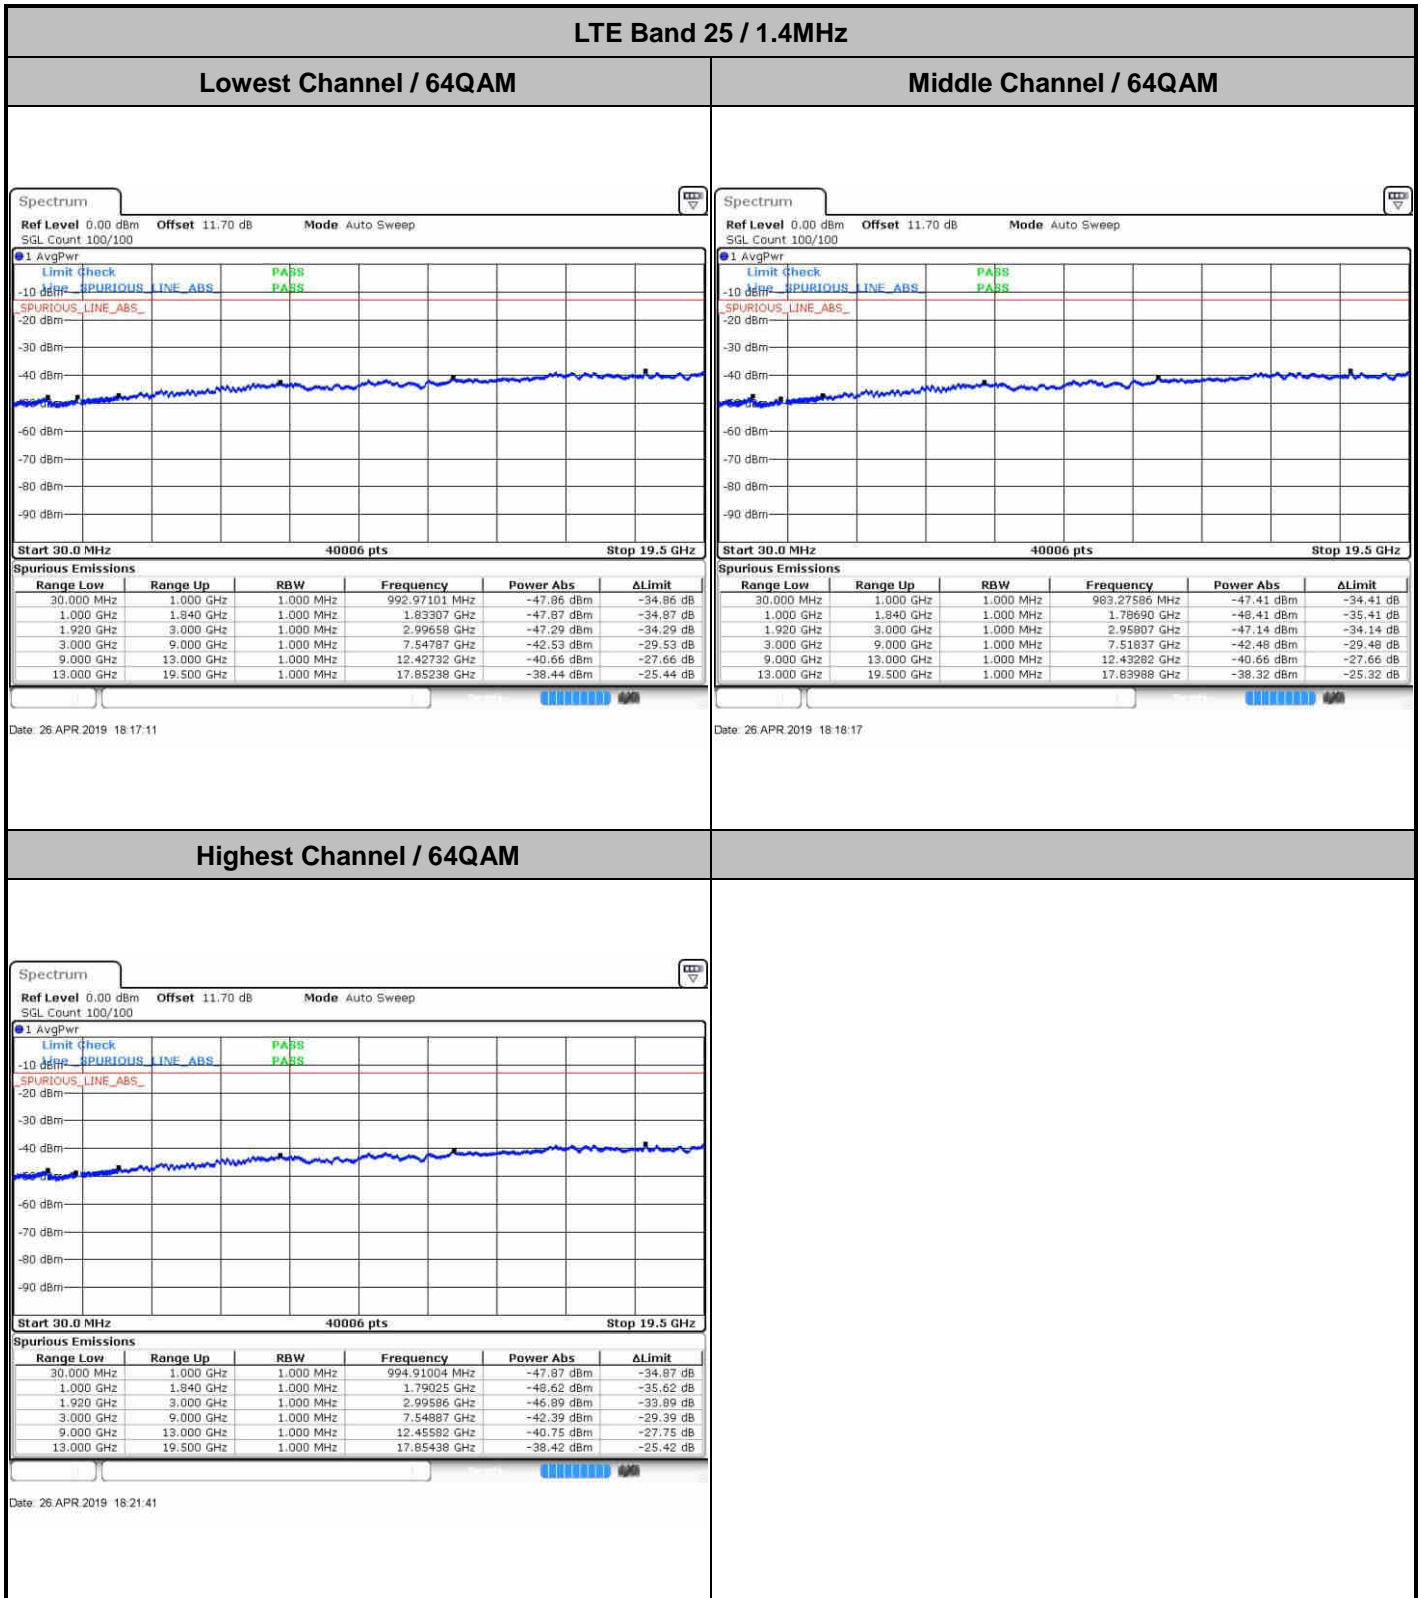 LTE Band 25 / 1.4MHz
Lowest Channel / 64QAM
Middle Channel / 64QAM
Spectrum
Ref Level 0.00 dBm Offset 11.70 dB Mode Auto Sweep
SGL Count 100/100
1 AvgPwr
Limit Check PASS
Line _SPURIOUS_LINE_ABS_ PASS
-10 dBm
_SPURIOUS_LINE_ABS_
-20 dBm
-30 dBm
-40 dBm
-60 dBm
-70 dBm
-80 dBm
-90 dBm
Start 30.0 MHz 40006 pts Stop 19.5 GHz
Spurious Emissions
Range Low Range Up RBW Frequency Power Abs ΔLimit
30.000 MHz 1.000 GHz 1.000 MHz 992.97101 MHz -47.86 dBm -34.86 dB
1.000 GHz 1.840 GHz 1.000 MHz 1.83307 GHz -47.87 dBm -34.87 dB
1.920 GHz 3.000 GHz 1.000 MHz 2.99658 GHz -47.29 dBm -34.29 dB
3.000 GHz 9.000 GHz 1.000 MHz 7.54787 GHz -42.53 dBm -29.53 dB
9.000 GHz 13.000 GHz 1.000 MHz 12.42732 GHz -40.66 dBm -27.66 dB
13.000 GHz 19.500 GHz 1.000 MHz 17.85238 GHz -38.44 dBm -25.44 dB
Date: 26.APR.2019 18:17:11
Spectrum
Ref Level 0.00 dBm Offset 11.70 dB Mode Auto Sweep
SGL Count 100/100
1 AvgPwr
Limit Check PASS
Line _SPURIOUS_LINE_ABS_ PASS
-10 dBm
_SPURIOUS_LINE_ABS_
-20 dBm
-30 dBm
-40 dBm
-60 dBm
-70 dBm
-80 dBm
-90 dBm
Start 30.0 MHz 40006 pts Stop 19.5 GHz
Spurious Emissions
Range Low Range Up RBW Frequency Power Abs ΔLimit
30.000 MHz 1.000 GHz 1.000 MHz 983.27586 MHz -47.41 dBm -34.41 dB
1.000 GHz 1.840 GHz 1.000 MHz 1.78690 GHz -48.41 dBm -35.41 dB
1.920 GHz 3.000 GHz 1.000 MHz 2.95807 GHz -47.14 dBm -34.14 dB
3.000 GHz 9.000 GHz 1.000 MHz 7.51837 GHz -42.48 dBm -29.48 dB
9.000 GHz 13.000 GHz 1.000 MHz 12.43282 GHz -40.66 dBm -27.66 dB
13.000 GHz 19.500 GHz 1.000 MHz 17.83988 GHz -38.32 dBm -25.32 dB
Date: 26.APR.2019 18:18:17
Highest Channel / 64QAM
Spectrum
Ref Level 0.00 dBm Offset 11.70 dB Mode Auto Sweep
SGL Count 100/100
1 AvgPwr
Limit Check PASS
Line _SPURIOUS_LINE_ABS_ PASS
-10 dBm
_SPURIOUS_LINE_ABS_
-20 dBm
-30 dBm
-40 dBm
-60 dBm
-70 dBm
-80 dBm
-90 dBm
Start 30.0 MHz 40006 pts Stop 19.5 GHz
Spurious Emissions
Range Low Range Up RBW Frequency Power Abs ΔLimit
30.000 MHz 1.000 GHz 1.000 MHz 994.91004 MHz -47.87 dBm -34.87 dB
1.000 GHz 1.840 GHz 1.000 MHz 1.79025 GHz -48.62 dBm -35.62 dB
1.920 GHz 3.000 GHz 1.000 MHz 2.99586 GHz -46.89 dBm -33.89 dB
3.000 GHz 9.000 GHz 1.000 MHz 7.54887 GHz -42.39 dBm -29.39 dB
9.000 GHz 13.000 GHz 1.000 MHz 12.45582 GHz -40.75 dBm -27.75 dB
13.000 GHz 19.500 GHz 1.000 MHz 17.85438 GHz -38.42 dBm -25.42 dB
Date: 26.APR.2019 18:21:41